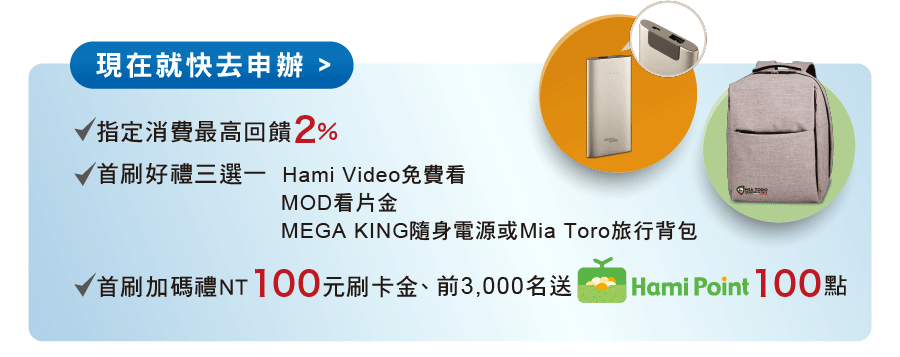 現在就快去申辦 >
指定消費最高回饋2%
首刷好禮三選一 Hami Video免費看
MOD看片金
MEGA KING隨身電源或Mia Toro旅行背包
首刷加碼禮NT100元刷卡金、前3,000名送 Hami Point 100點
MIA TORO